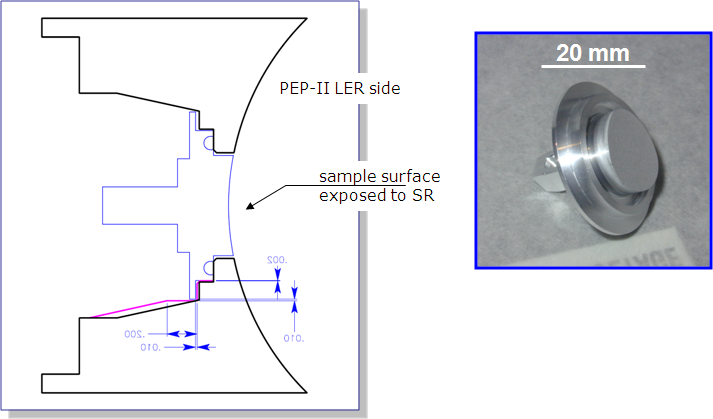 PEP-II LER side
sample surface
exposed to SR
.002
.200
.010
.010
20 mm